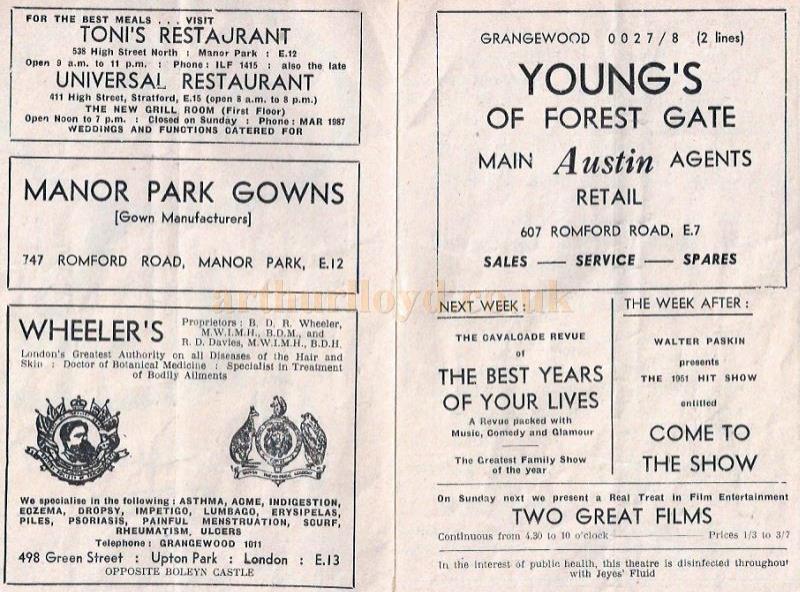 FOR THE BEST MEALS . . . VISIT
TONI'S RESTAURANT
538 High Street North : Manor Park : E.12
Open 9 a.m. to 11 p.m. : Phone: ILF 1415 : also the late
UNIVERSAL RESTAURANT
411 High Street, Stratford, E.15 (open 8 a.m. to 8 p.m.)
THE NEW GRILL ROOM (First Floor)
Open Noon to 7 p.m. : Closed on Sunday : Phone: MAR 1987
WEDDINGS AND FUNCTIONS CATERED FOR
MANOR PARK GOWNS
[Gown Manufacturers]
747 ROMFORD ROAD, MANOR PARK, E.12
WHEELER'S
Proprietors: B. D. R. Wheeler,
M.W.I.M.H., B.D.M., and
R. D. Davies, M.W.I.M.H., B.D.H.
London's Greatest Authority on all Diseases of the Hair and
Skin : Doctor of Botanical Medicine : Specialist in Treatment
of Bodily Ailments
We specialise in the following : ASTHMA, ACME, INDIGESTION,
ECZEMA, DROPSY, IMPETIGO, LUMBAGO, ERYSIPELAS,
PILES, PSORIASIS, PAINFUL MENSTRUATION, SCURF,
RHEUMATISM, ULCERS
Telephone: GRANGEWOOD 1011
498 Green Street : Upton Park : London : E.13
OPPOSITE BOLEYN CASTLE
GRANGEWOOD 0027/8 (2 lines)
YOUNG'S
OF FOREST GATE
MAIN Austin AGENTS
RETAIL
607 ROMFORD ROAD, E.7
SALES — SERVICE — SPARES
arthurlloyd.co.uk
NEXT WEEK :
THE CAVALCADE REVUE
of
THE BEST YEARS
OF YOUR LIVES
A Revue packed with
Music, Comedy and Glamour
The Greatest Family Show
of the year
THE WEEK AFTER :
WALTER PASKIN
presents
THE 1951 HIT SHOW
entitled
COME TO
THE SHOW
On Sunday next we present a Real Treat in Film Entertainment
TWO GREAT FILMS
Continuous from 4.30 to 10 o'clock — Prices 1/3 to 3/7
In the interest of public health, this theatre is disinfected throughout
with Jeyes' Fluid